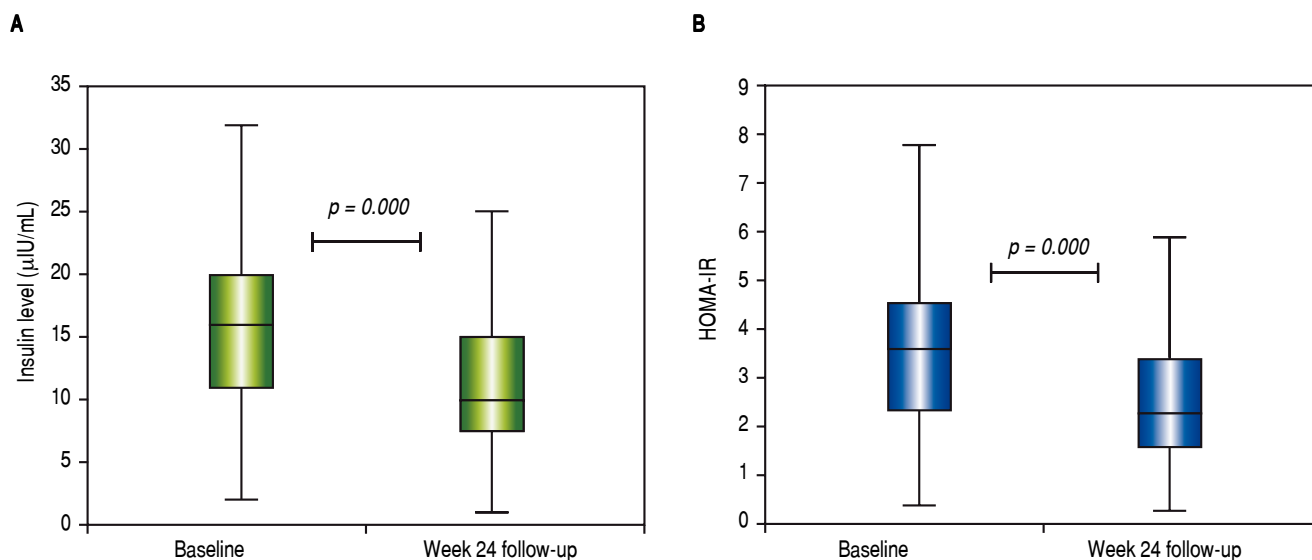 A
Insulin level (µIU/mL)
35
30
25
20
15
10
5
0
p = 0.000
Baseline
Week 24 follow-up
B
HOMA-IR
9
8
7
6
5
4
3
2
1
0
p = 0.000
Baseline
Week 24 follow-up